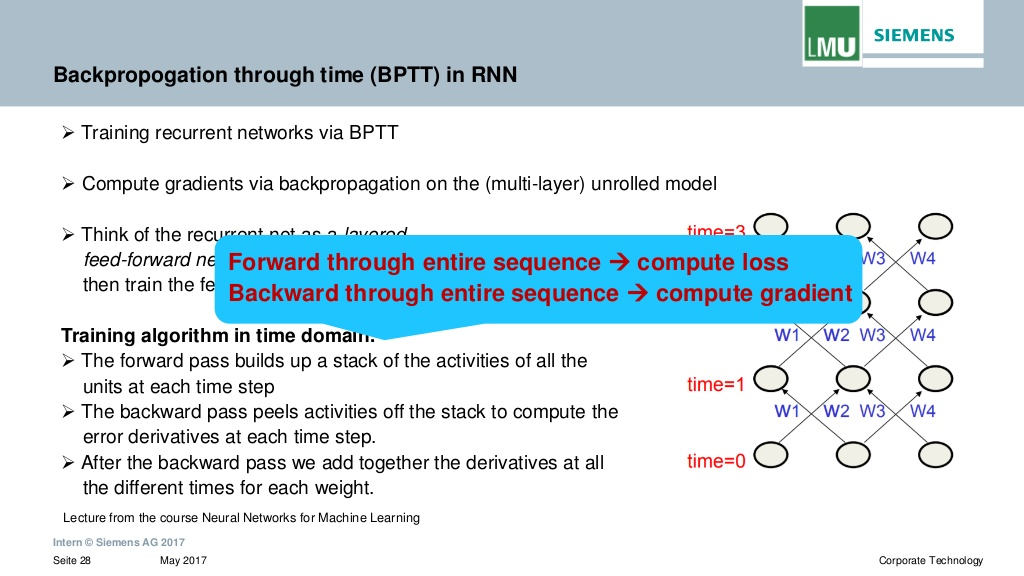 LMU
SIEMENS
Backpropogation through time (BPTT) in RNN
➢ Training recurrent networks via BPTT
➢ Compute gradients via backpropagation on the (multi-layer) unrolled model
➢ Think of the recurrent net as a layered
feed-forward
then train the
time=3
W3 W4
Forward through entire sequence → compute loss
Backward through entire sequence → compute gradient
W1 W2 W3 W4
Training algorithm in time domain:
➢ The forward pass builds up a stack of the activities of all the
units at each time step
time=1
➢ The backward pass peels activities off the stack to compute the
error derivatives at each time step.
W1 W2 W3 W4
➢ After the backward pass we add together the derivatives at all
the different times for each weight.
time=0
Lecture from the course Neural Networks for Machine Learning
Intern © Siemens AG 2017
Seite 28 May 2017 Corporate Technology